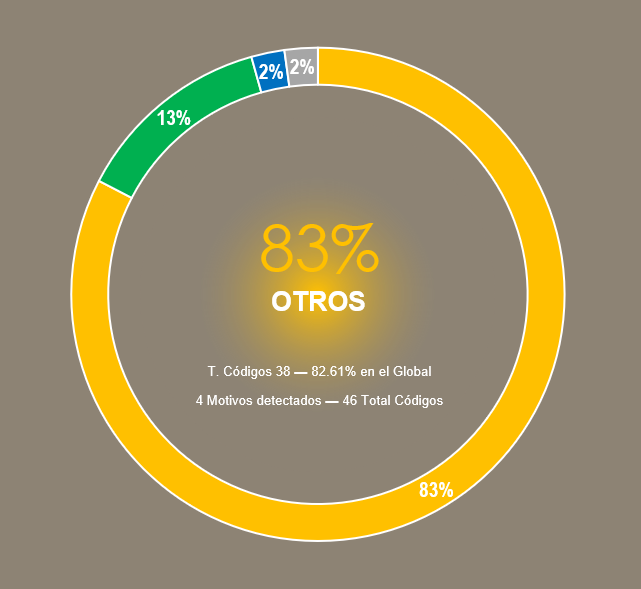 2%
2%
13%
83%
OTROS
T. Códigos 38 — 82.61% en el Global
4 Motivos detectados — 46 Total Códigos
83%